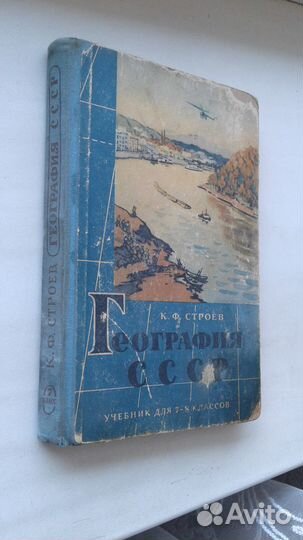 К. Ф. СТРОЕВ
ГЕОГРАФИЯ
СССР
УЧЕБНИК ДЛЯ 7-8 КЛАССОВ
К. Ф. СТРОЕВ ГЕОГРАФИЯ СССР
Avito